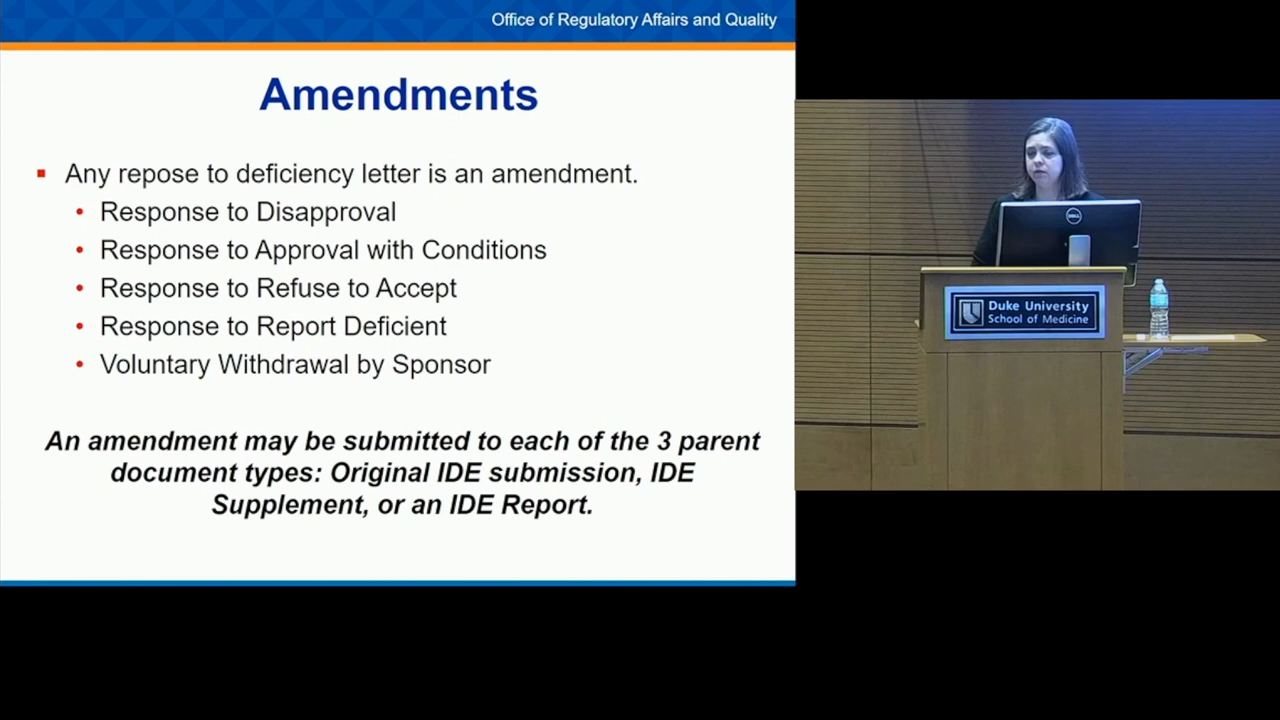 Office of Regulatory Affairs and Quality
Amendments
Any repose to deficiency letter is an amendment.
Response to Disapproval
Response to Approval with Conditions
Response to Refuse to Accept
Response to Report Deficient
Voluntary Withdrawal by Sponsor
An amendment may be submitted to each of the 3 parent
document types: Original IDE submission, IDE
Supplement, or an IDE Report.
DELL
Duke University
School of Medicine